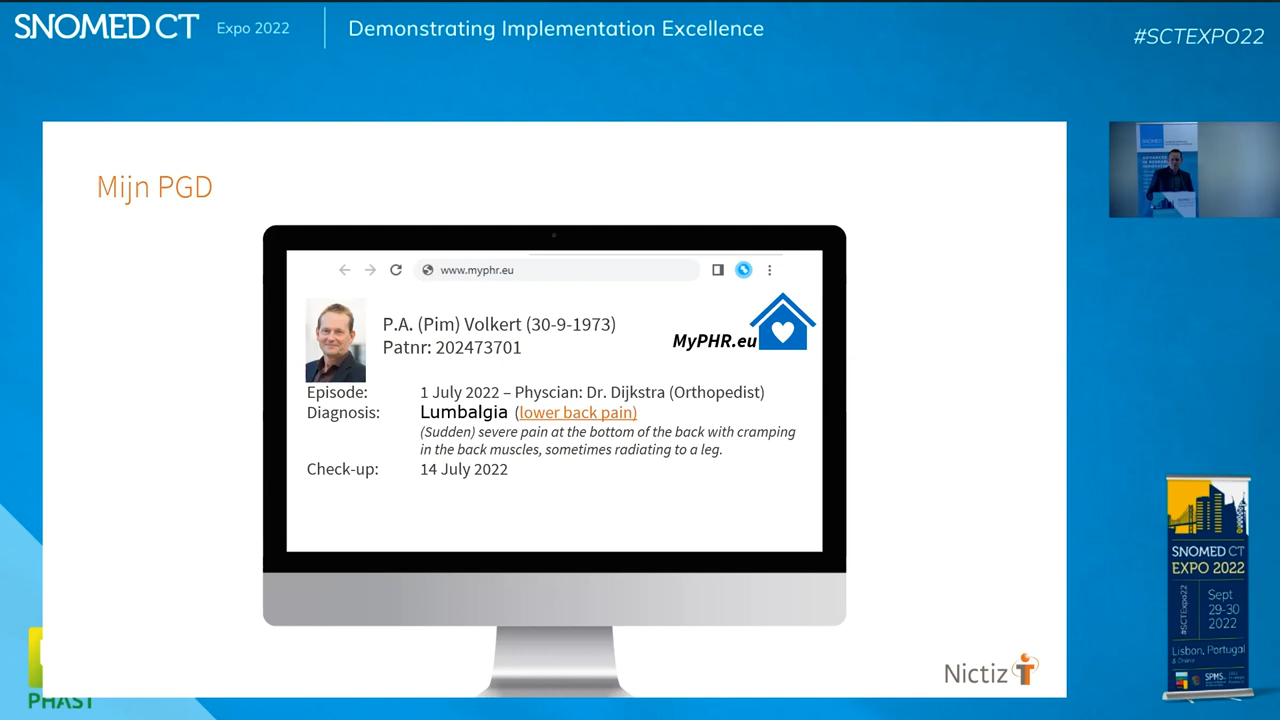 SNOMED CT Expo 2022 Demonstrating Implementation Excellence #SCTEXPO22
Mijn PGD
www.myphr.eu
P.A. (Pim) Volkert (30-9-1973)
Patnr: 202473701
MyPHR.eu
Episode: 1 July 2022 – Physcian: Dr. Dijkstra (Orthopedist)
Diagnosis: Lumbalgia (lower back pain)
(Sudden) severe pain at the bottom of the back with cramping
in the back muscles, sometimes radiating to a leg.
Check-up: 14 July 2022
Nictiz
PHAST
SNOMED
SNOMED CT
EXPO 2022
#SCTExpo22
Sept
29-30
2022
Lisbon, Portugal
& Online
SPMS